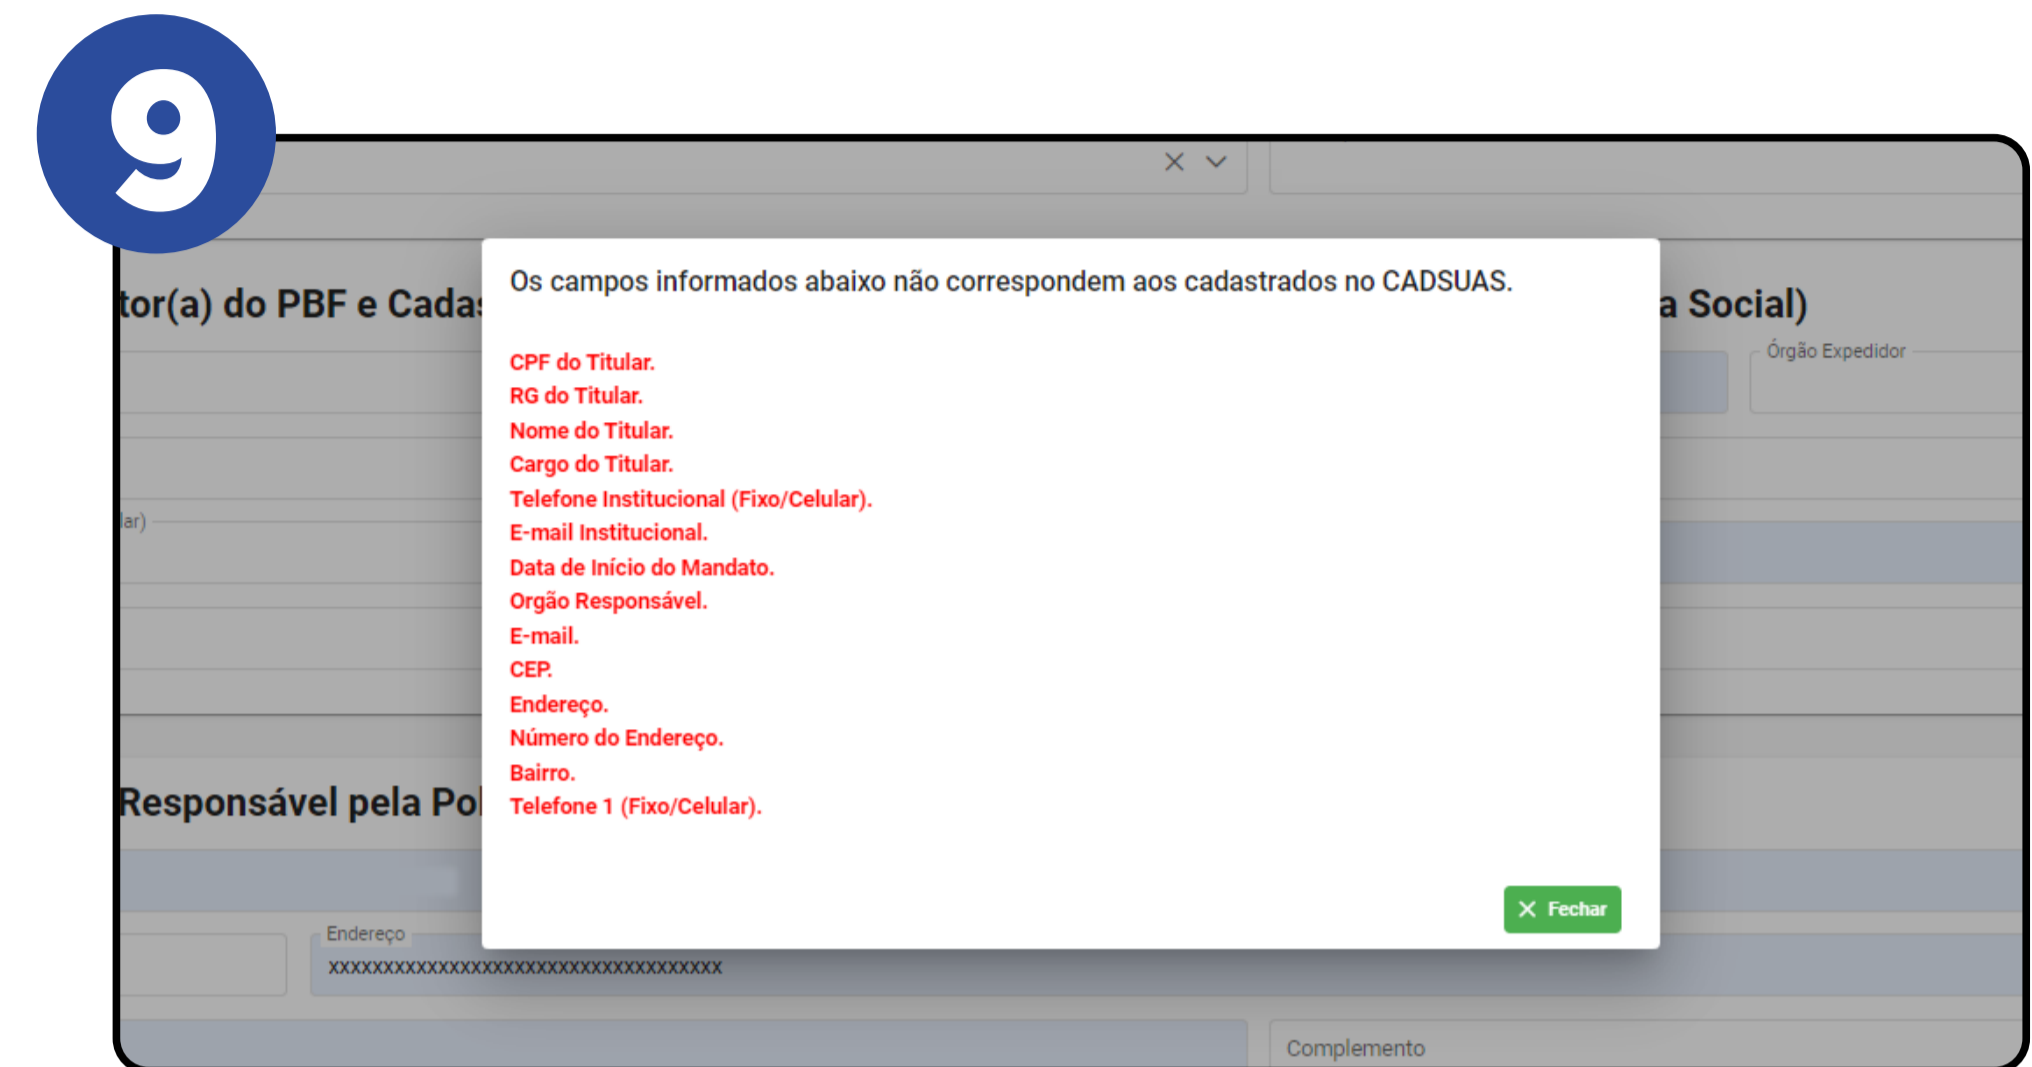 9
tor(a) do PBF e Cadas
a Social)
Órgão Expedidor
lar)
Os campos informados abaixo não correspondem aos cadastrados no CADSUAS.
CPF do Titular.
RG do Titular.
Nome do Titular.
Cargo do Titular.
Telefone Institucional (Fixo/Celular).
E-mail Institucional.
Data de Início do Mandato.
Orgão Responsável.
E-mail.
CEP.
Endereço.
Número do Endereço.
Bairro.
Telefone 1 (Fixo/Celular).
Fechar
Responsável pela Pol
Endereço
xxxxxxxxxxxxxxxxxxxxxxxxxxxxxxxxxxxx
Complemento